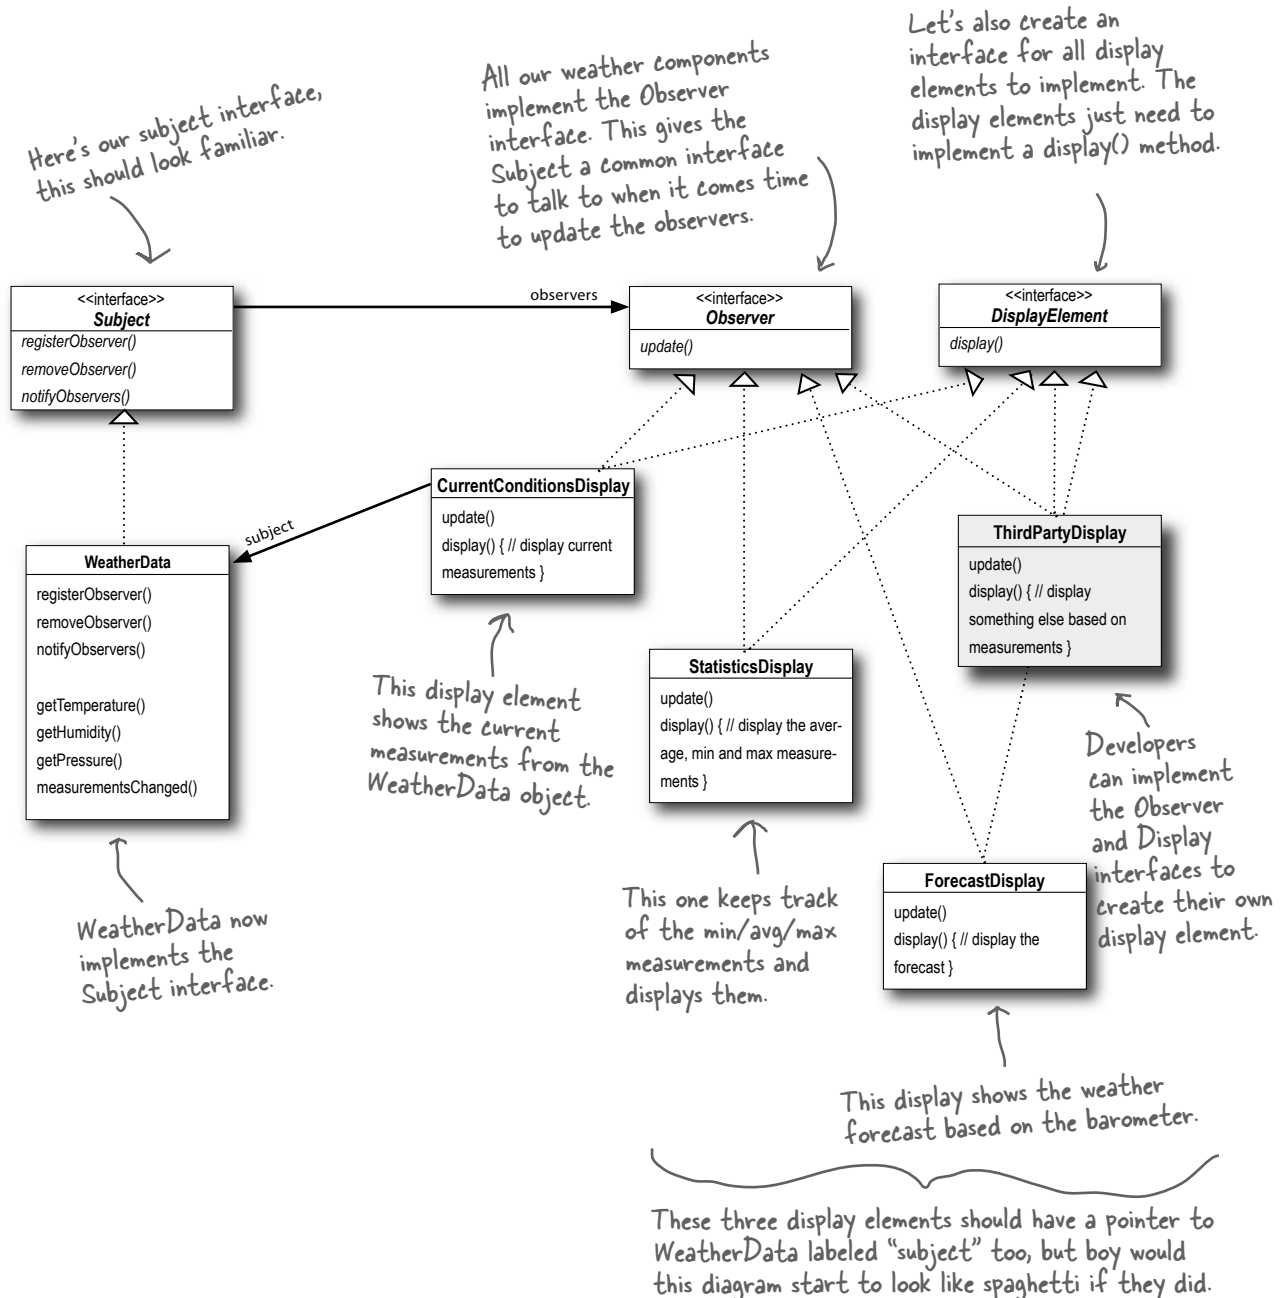 Here's our subject interface,
this should look familiar.
All our weather components
implement the Observer
interface. This gives the
Subject a common interface
to talk to when it comes time
to update the observers.
Let's also create an
interface for all display
elements to implement. The
display elements just need to
implement a display() method.
<<interface>>
Subject
registerObserver()
removeObserver()
notifyObservers()
observers
<<interface>>
Observer
update()
<<interface>>
DisplayElement
display()
subject
CurrentConditionsDisplay
update()
display() { // display current
measurements }
WeatherData
registerObserver()
removeObserver()
notifyObservers()
getTemperature()
getHumidity()
getPressure()
measurementsChanged()
ThirdPartyDisplay
update()
display() { // display
something else based on
measurements }
StatisticsDisplay
update()
display() { // display the aver-
age, min and max measure-
ments }
This display element
shows the current
measurements from the
WeatherData object.
Developers
can implement
the Observer
and Display
interfaces to
create their own
display element.
ForecastDisplay
update()
display() { // display the
forecast }
WeatherData now
implements the
Subject interface.
This one keeps track
of the min/avg/max
measurements and
displays them.
This display shows the weather
forecast based on the barometer.
These three display elements should have a pointer to
WeatherData labeled "subject" too, but boy would
this diagram start to look like spaghetti if they did.